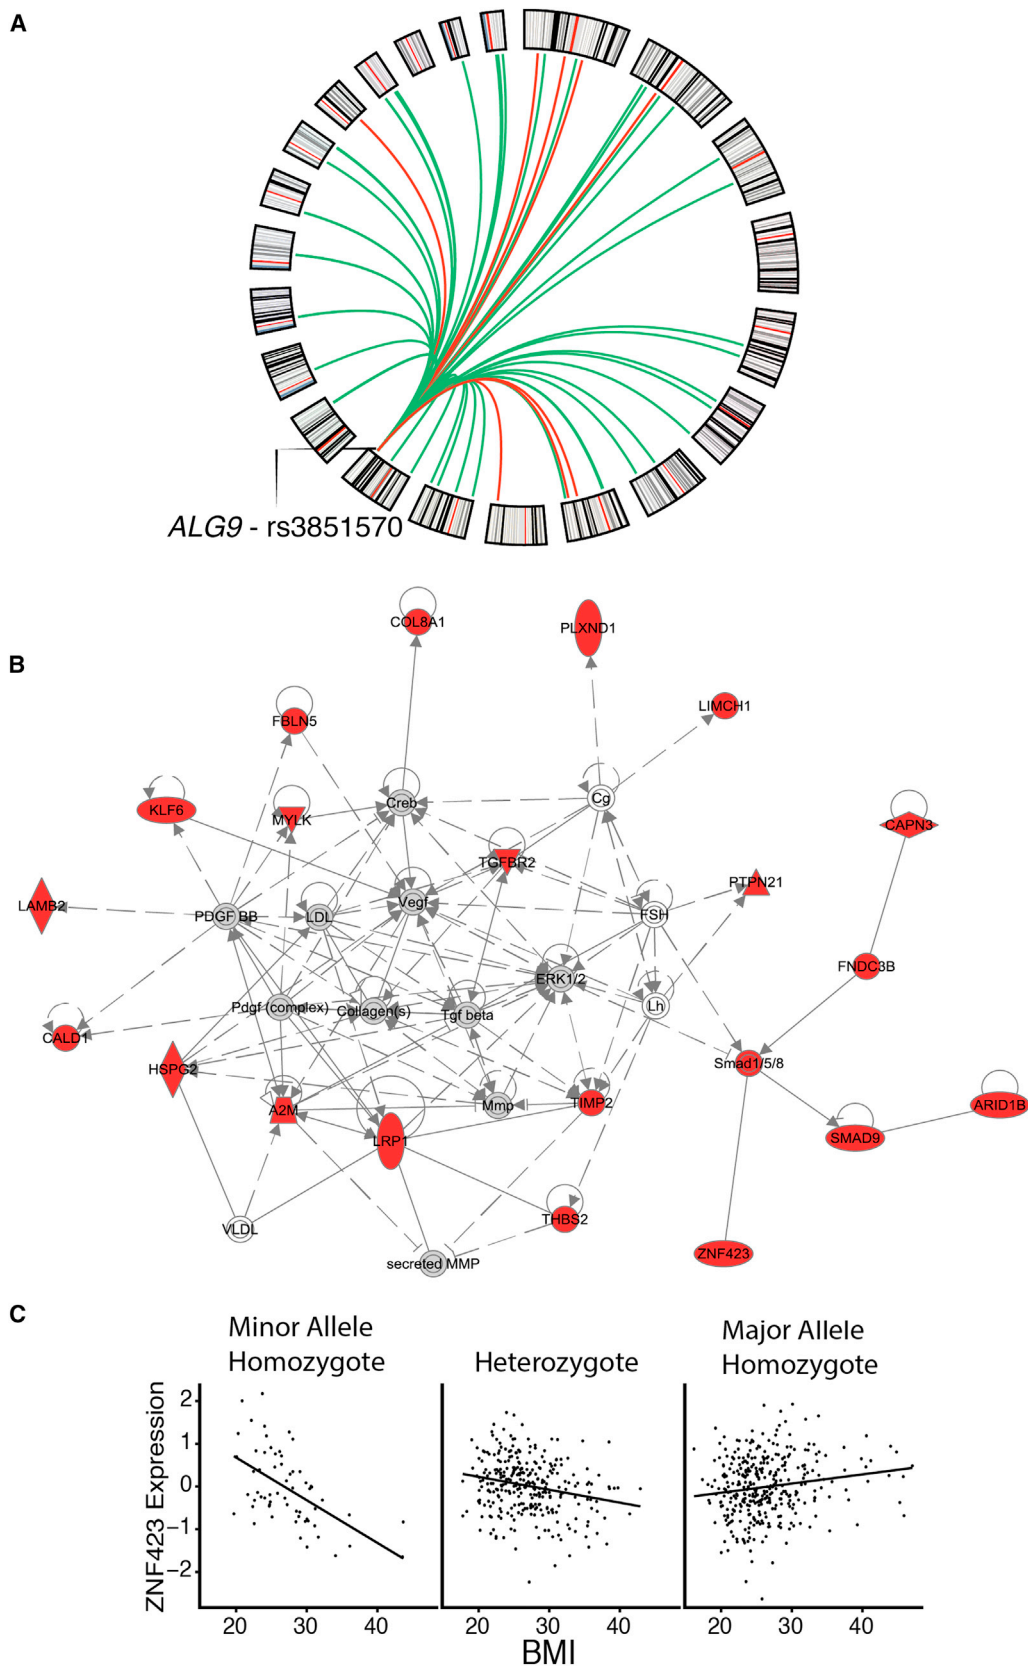 A
ALG9 - rs3851570
B
COL8A1
PLXND1
LIMCH1
FBLN5
KLF6
MYLK
Creb
Cg
CAPN3
TGFBR2
PTPN21
LAMB2
PDGF BB
LDL
Vegf
FSH
FNDC3B
ERK1/2
Pdgf (complex)
Collagen(s)
Tgf beta
Lh
CALD1
HSPG2
Smad1/5/8
A2M
Mmp
TIMP2
ARID1B
LRP1
SMAD9
VLDL
THBS2
secreted MMP
ZNF423
C
Minor Allele
Homozygote
Heterozygote
Major Allele
Homozygote
ZNF423 Expression
2
1
0
−1
−2
20 30 40 20 30 40 20 30 40
BMI